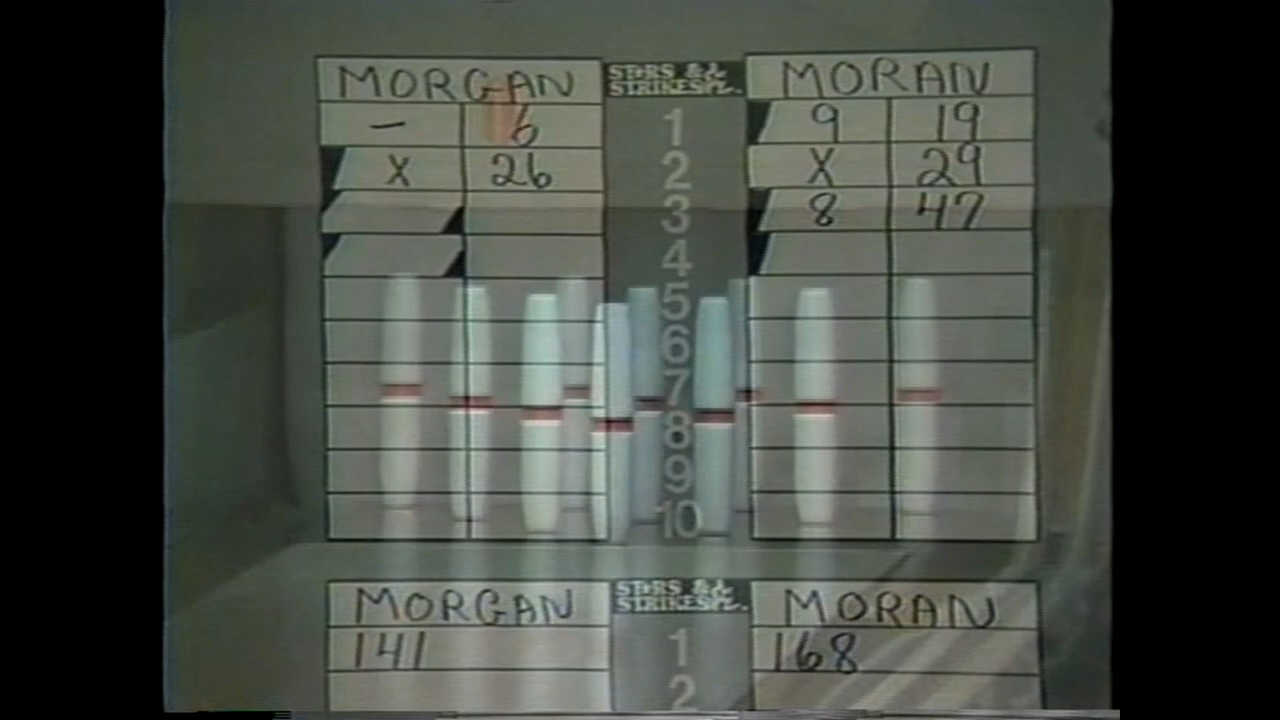 MORGAN STARS & STRIKES MORAN
— 6 1 9 19
X 26 2 X 29
3 8 47
4
5
6
7
8
9
10
MORGAN STARS & STRIKES MORAN
141 1 168
2